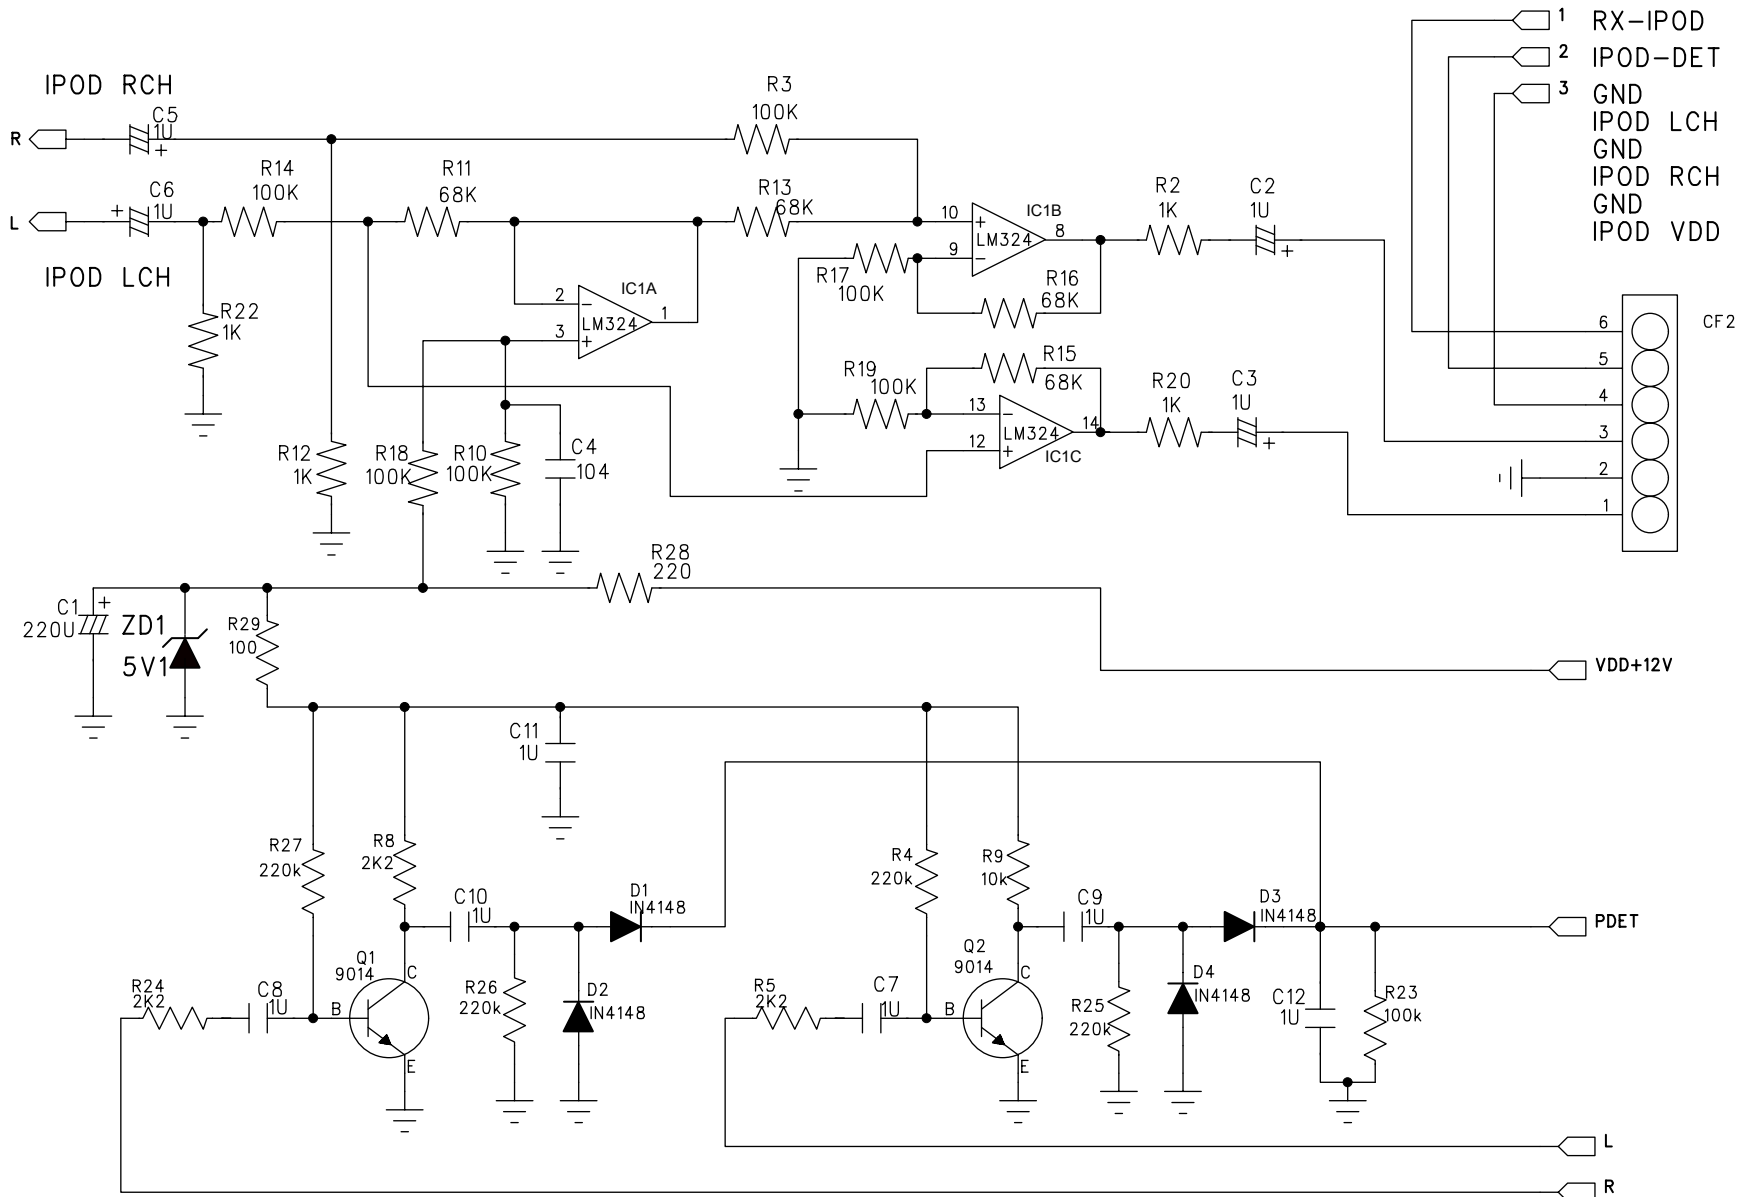 1 RX-IPOD
2 IPOD-DET
3 GND
IPOD LCH
GND
IPOD RCH
GND
IPOD VDD
IPOD RCH
R
C5
1U
+
R3
100K
L
+
C6
1U
R14
100K
R11
68K
R13
68K
IPOD LCH
R22
1K
IC1A
2 -
LM324
3 +
1
10 +
IC1B
LM324
9 -
8
R17
100K
R16
68K
R2
1K
C2
1U
+
R19
100K
R15
68K
13 -
LM324
12 +
14
IC1C
R20
1K
C3
1U
+
CF2
6
5
4
3
2
1
R12
1K
R18
100K
R10
100K
C4
104
R28
220
C1
220U
+
ZD1
5V1
R29
100
VDD+12V
C11
1U
R27
220k
R8
2K2
C10
1U
D1
IN4148
R4
220k
R9
10k
C9
1U
D3
IN4148
PDET
R24
2K2
C8
1U
Q1
9014
B
C
E
R26
220k
D2
IN4148
R5
2K2
C7
1U
Q2
9014
B
C
E
R25
220k
D4
IN4148
C12
1U
R23
100k
L
R